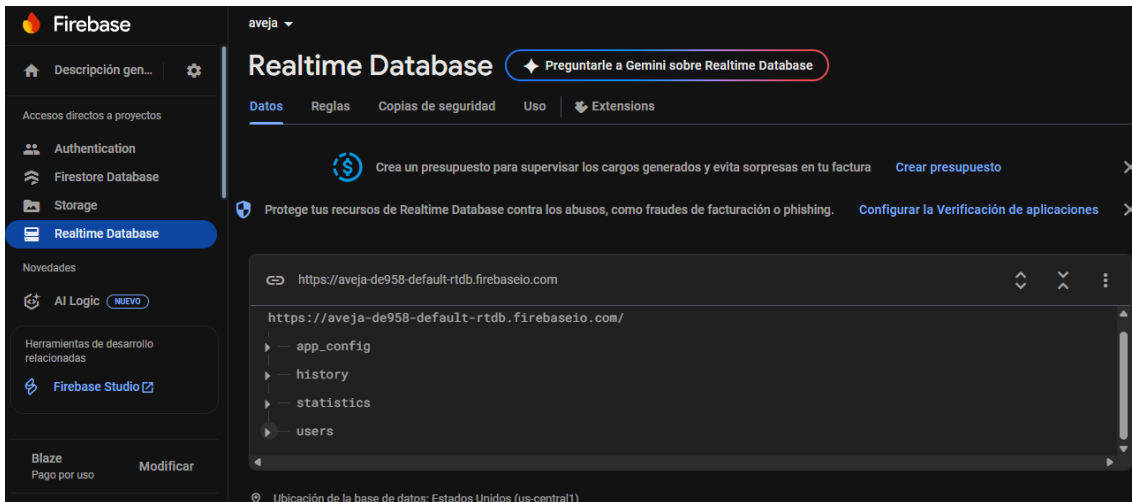 Firebase
aveja
Descripción gen...
Realtime Database
Preguntarle a Gemini sobre Realtime Database
Datos Reglas Copias de seguridad Uso Extensions
Accesos directos a proyectos
Authentication
Firestore Database
Storage
Realtime Database
Novedades
AI Logic NUEVO
Herramientas de desarrollo
relacionadas
Firebase Studio
Blaze
Pago por uso
Modificar
Crea un presupuesto para supervisar los cargos generados y evita sorpresas en tu factura Crear presupuesto
Protege tus recursos de Realtime Database contra los abusos, como fraudes de facturación o phishing. Configurar la Verificación de aplicaciones
https://aveja-de958-default-rtdb.firebaseio.com
https://aveja-de958-default-rtdb.firebaseio.com/
app_config
history
statistics
users
Ubicación de la base de datos: Estados Unidos (us-central1)